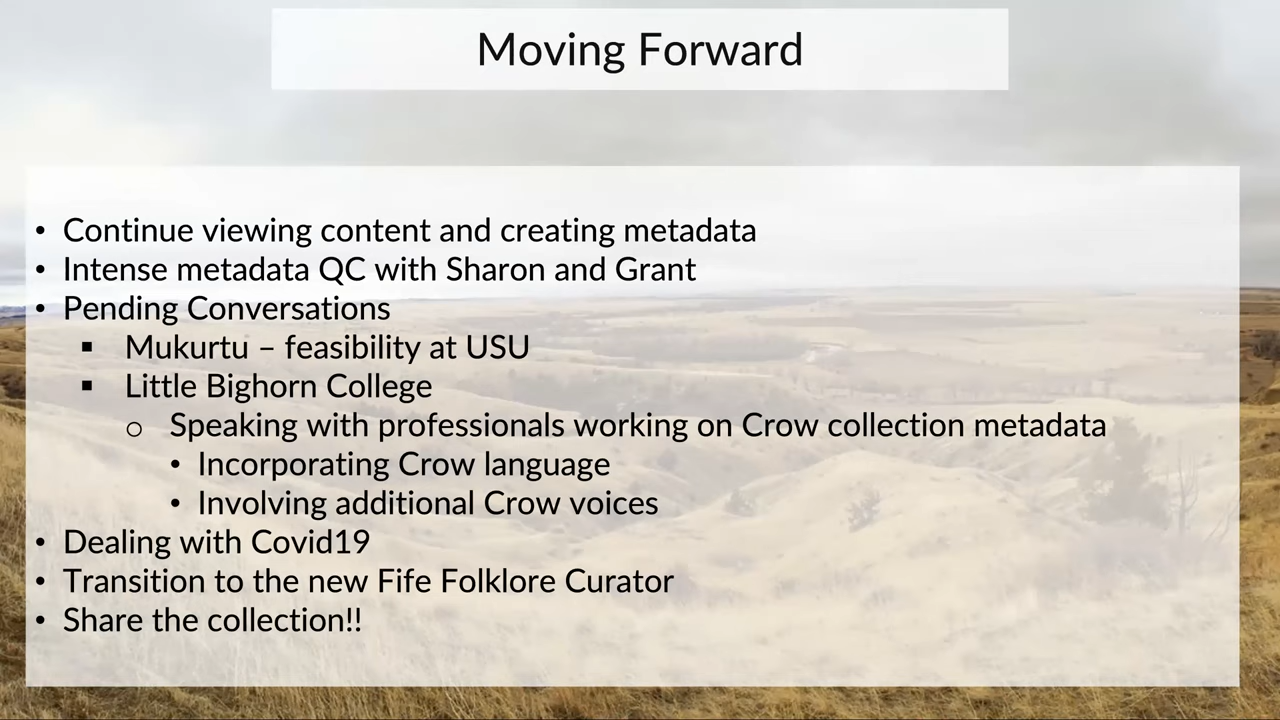 Moving Forward
• Continue viewing content and creating metadata
• Intense metadata QC with Sharon and Grant
• Pending Conversations
▪ Mukurtu – feasibility at USU
▪ Little Bighorn College
o Speaking with professionals working on Crow collection metadata
• Incorporating Crow language
• Involving additional Crow voices
• Dealing with Covid19
• Transition to the new Fife Folklore Curator
• Share the collection!!